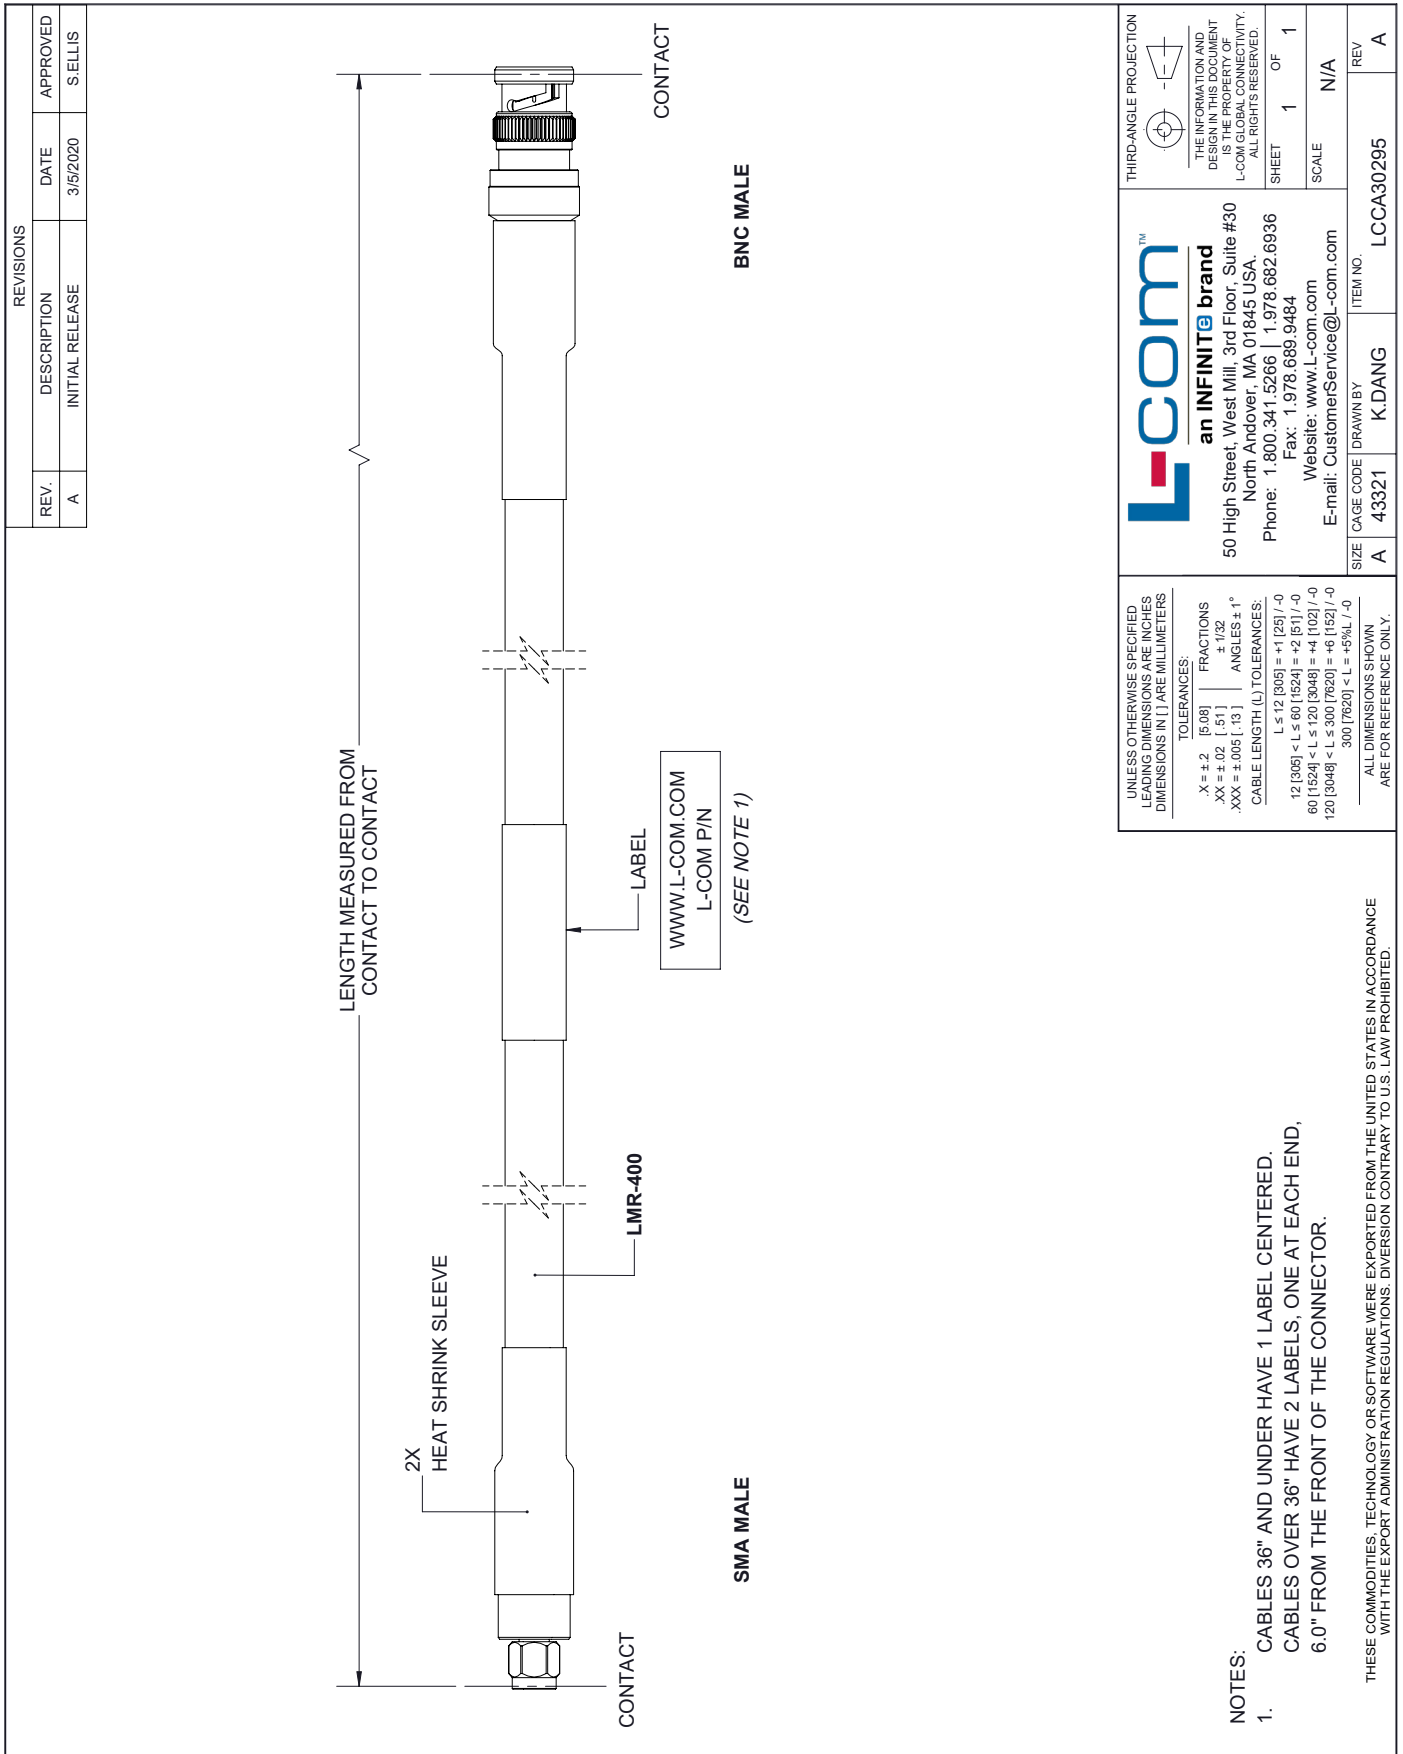 REVISIONS
REV.
DESCRIPTION
DATE
APPROVED
A
INITIAL RELEASE
3/5/2020
S.ELLIS
LENGTH MEASURED FROM
CONTACT TO CONTACT
2X
HEAT SHRINK SLEEVE
CONTACT
CONTACT
LMR-400
LABEL
WWW.L-COM.COM
L-COM P/N
(SEE NOTE 1)
SMA MALE
BNC MALE
NOTES:
1. CABLES 36" AND UNDER HAVE 1 LABEL CENTERED.
CABLES OVER 36" HAVE 2 LABELS, ONE AT EACH END,
6.0" FROM THE FRONT OF THE CONNECTOR.
THESE COMMODITIES, TECHNOLOGY OR SOFTWARE WERE EXPORTED FROM THE UNITED STATES IN ACCORDANCE
WITH THE EXPORT ADMINISTRATION REGULATIONS. DIVERSION CONTRARY TO U.S. LAW PROHIBITED.
UNLESS OTHERWISE SPECIFIED
LEADING DIMENSIONS ARE INCHES
DIMENSIONS IN [ ] ARE MILLIMETERS
TOLERANCES:
.X = ±.2 [5.08] FRACTIONS
.XX = ±.02 [.51] ± 1/32
.XXX = ±.005 [.13] ANGLES ± 1°
CABLE LENGTH (L) TOLERANCES:
L ≤ 12 [305] = +1 [25] / -0
12 [305] < L ≤ 60 [1524] = +2 [51] / -0
60 [1524] < L ≤ 120 [3048] = +4 [102] / -0
120 [3048] < L ≤ 300 [7620] = +6 [152] / -0
300 [7620] < L = +5%L / -0
ALL DIMENSIONS SHOWN
ARE FOR REFERENCE ONLY.
L-com™
an INFINITe brand
50 High Street, West Mill, 3rd Floor, Suite #30
North Andover, MA 01845 USA.
Phone: 1.800.341.5266 | 1.978.682.6936
Fax: 1.978.689.9484
Website: www.L-com.com
E-mail: CustomerService@L-com.com
THIRD-ANGLE PROJECTION
THE INFORMATION AND
DESIGN IN THIS DOCUMENT
IS THE PROPERTY OF
L-COM GLOBAL CONNECTIVITY.
ALL RIGHTS RESERVED.
SHEET
1 OF 1
SCALE
N/A
SIZE
A
CAGE CODE
43321
DRAWN BY
K.DANG
ITEM NO.
LCCA30295
REV
A